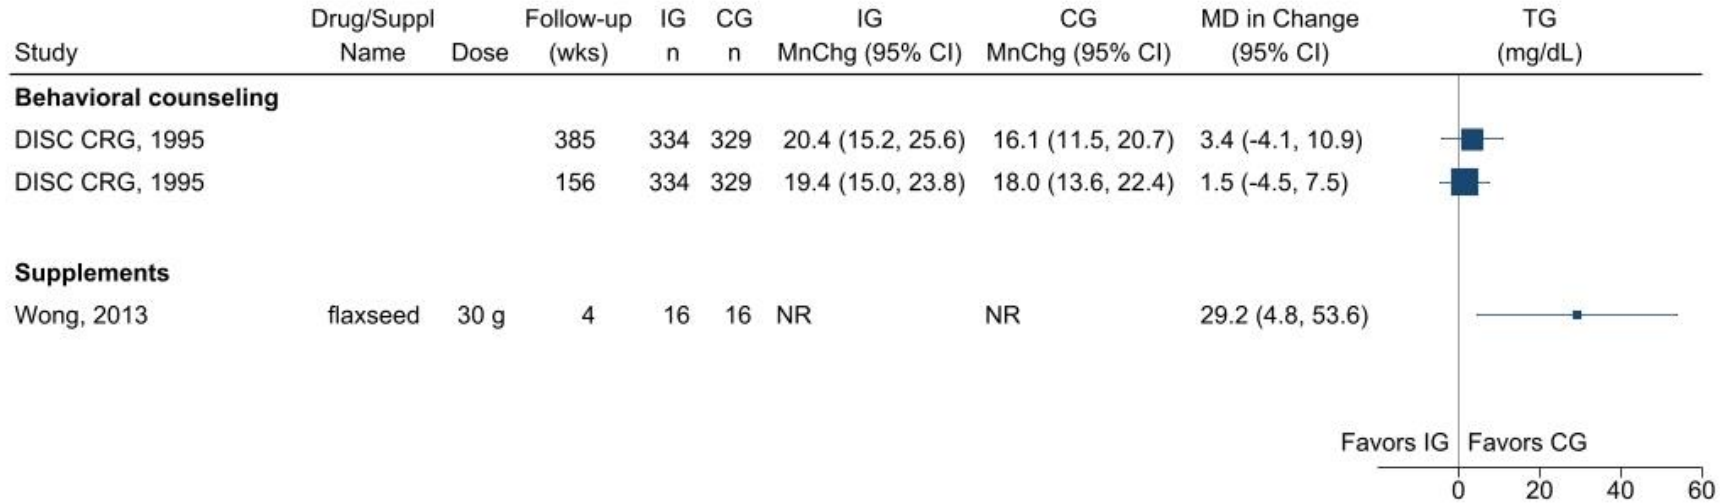 Drug/Suppl Follow-up IG CG IG CG MD in Change TG
Study Name Dose (wks) n n MnChg (95% CI) MnChg (95% CI) (95% CI) (mg/dL)
Behavioral counseling
DISC CRG, 1995 385 334 329 20.4 (15.2, 25.6) 16.1 (11.5, 20.7) 3.4 (-4.1, 10.9)
DISC CRG, 1995 156 334 329 19.4 (15.0, 23.8) 18.0 (13.6, 22.4) 1.5 (-4.5, 7.5)
Supplements
Wong, 2013 flaxseed 30 g 4 16 16 NR NR 29.2 (4.8, 53.6)
Favors IG Favors CG
0 20 40 60